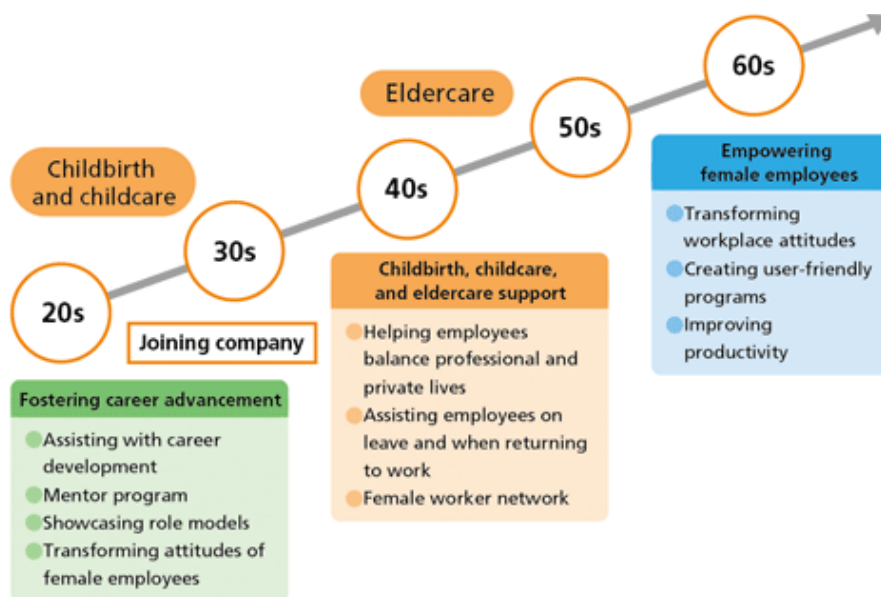 60s
Eldercare
50s
Childbirth
and childcare
40s
30s
20s
Joining company
Fostering career advancement
Assisting with career
development
Mentor program
Showcasing role models
Transforming attitudes of
female employees
Childbirth, childcare,
and eldercare support
Helping employees
balance professional and
private lives
Assisting employees on
leave and when returning
to work
Female worker network
Empowering
female employees
Transforming
workplace attitudes
Creating user-friendly
programs
Improving
productivity